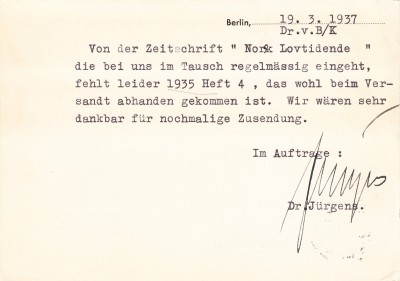 Berlin, 19. 3. 1937
Dr.v.B/K
Von der Zeitschrift " Norsk Lovtidende "
die bei uns im Tausch regelmässig eingeht,
fehlt leider 1935 Heft 4 , das wohl beim Ver-
sandt abhanden gekommen ist. Wir wären sehr
dankbar für nochmalige Zusendung.
Im Auftrage :
Dr.Jürgens.